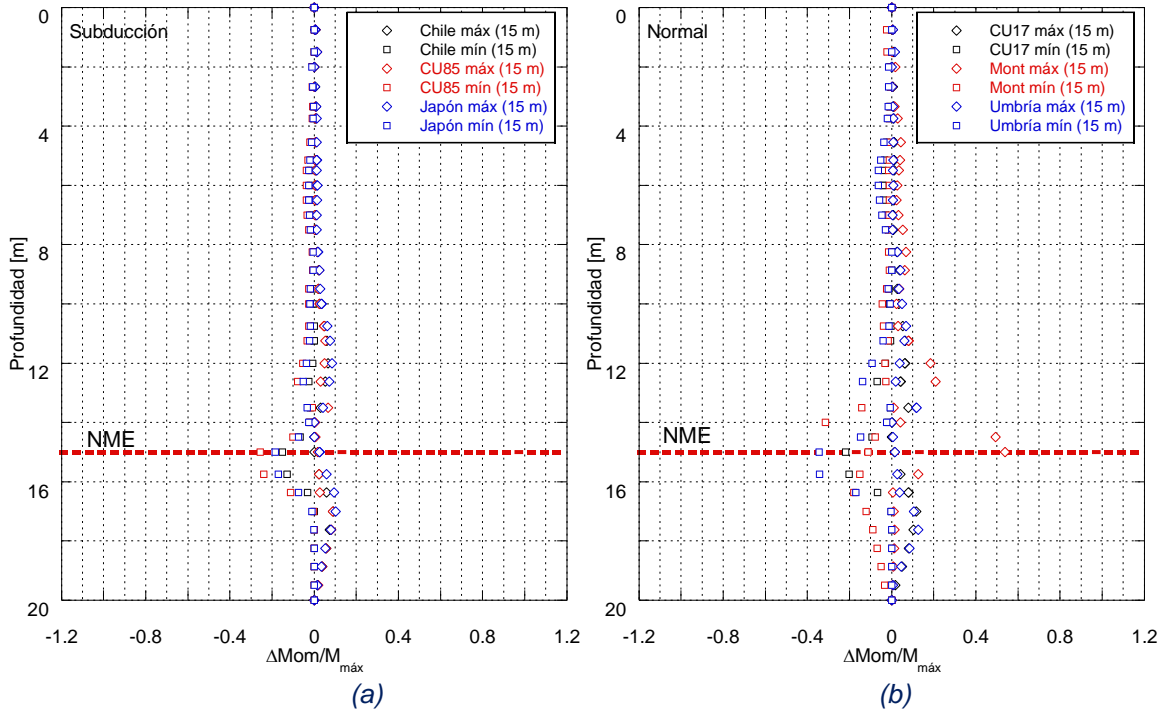 Subducción
Chile máx (15 m)
Chile mín (15 m)
CU85 máx (15 m)
CU85 mín (15 m)
Japón máx (15 m)
Japón mín (15 m)
0
4
8
12
16
20
Profundidad [m]
NME
-1.2
-0.8
-0.4
0
0.4
0.8
1.2
ΔMom/Mmáx
(a)
Normal
CU17 máx (15 m)
CU17 mín (15 m)
Mont máx (15 m)
Mont mín (15 m)
Umbría máx (15 m)
Umbría mín (15 m)
0
4
8
12
16
20
Profundidad [m]
NME
-1.2
-0.8
-0.4
0
0.4
0.8
1.2
ΔMom/Mmáx
(b)